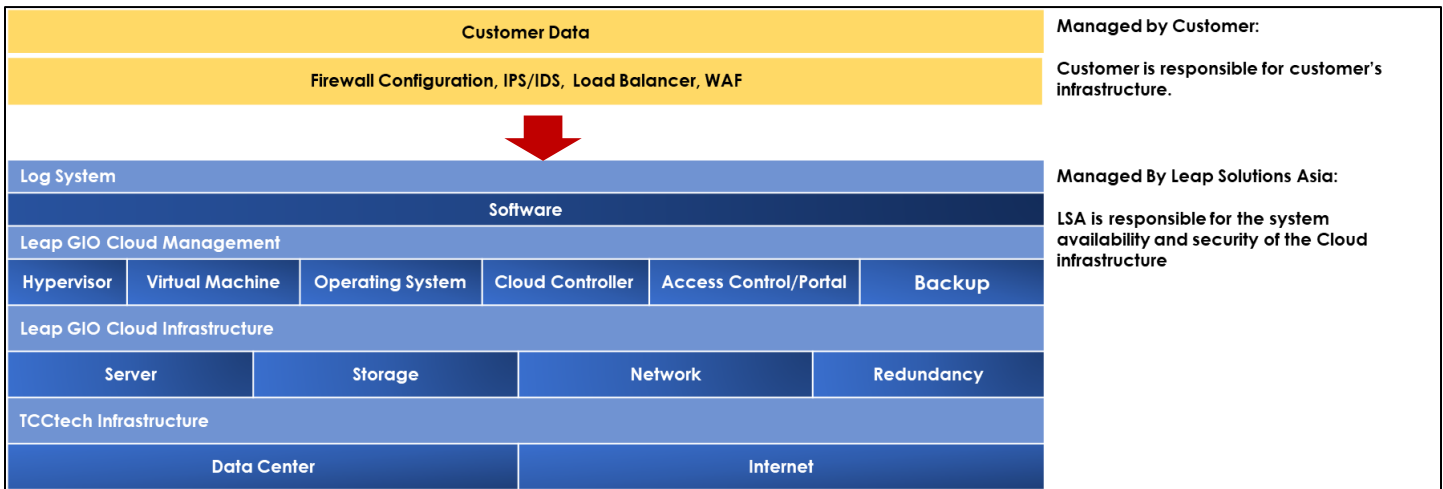 Customer Data
Firewall Configuration, IPS/IDS, Load Balancer, WAF
Managed by Customer:
Customer is responsible for customer's
infrastructure.
Log System
Software
Leap GIO Cloud Management
Hypervisor
Virtual Machine
Operating System
Cloud Controller
Access Control/Portal
Backup
Leap GIO Cloud Infrastructure
Server
Storage
Network
Redundancy
TCCtech Infrastructure
Data Center
Internet
Managed By Leap Solutions Asia:
LSA is responsible for the system
availability and security of the Cloud
infrastructure